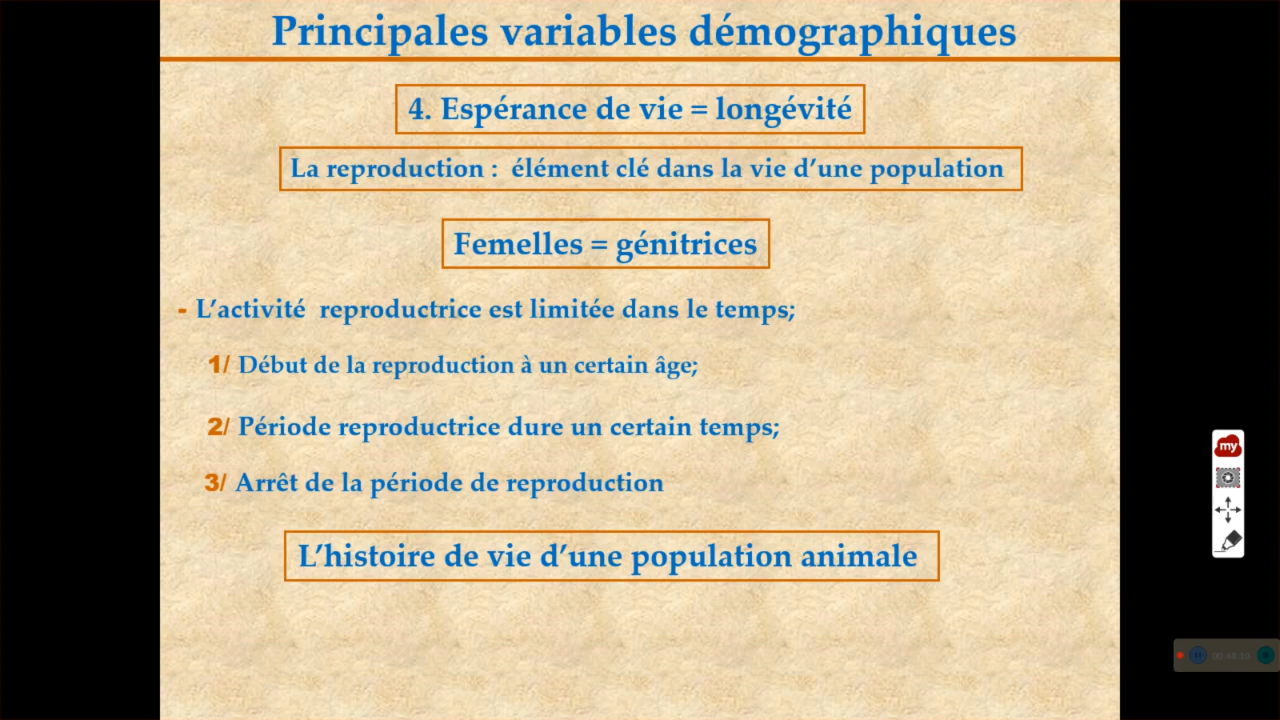 Principales variables démographiques
4. Espérance de vie = longévité
La reproduction : élément clé dans la vie d’une population
Femelles = génitrices
- L’activité reproductrice est limitée dans le temps;
1/ Début de la reproduction à un certain âge;
2/ Période reproductrice dure un certain temps;
3/ Arrêt de la période de reproduction
L’histoire de vie d’une population animale
my